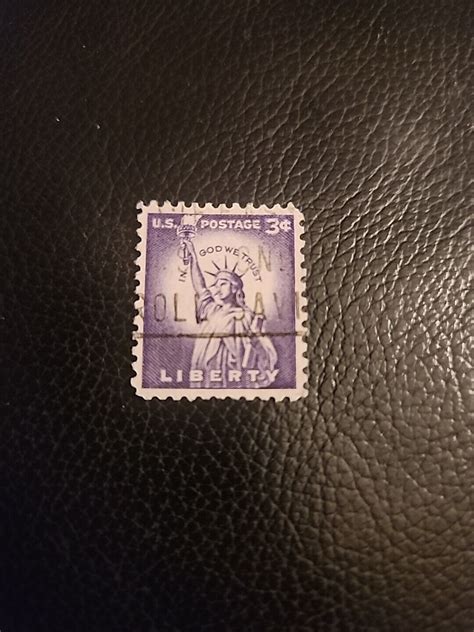 U.S. POSTAGE 3¢
IN GOD WE TRUST
LIBERTY